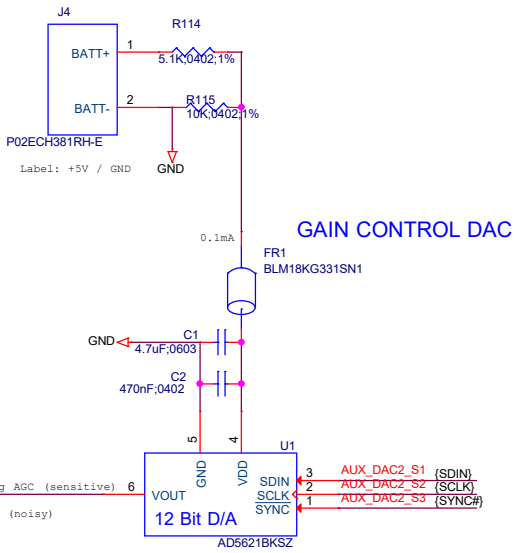 J4
R114
BATT+
1
5.1K;0402;1%
BATT-
2
R115
10K;0402;1%
P02ECH381RH-E
Label: +5V / GND
GND
0.1mA
GAIN CONTROL DAC
FR1
BLM18KG331SN1
GND
C1
4.7uF;0603
C2
470nF;0402
5
4
U1
GND
VDD
g AGC (sensitive)
6
VOUT
SDIN
3
AUX_DAC2_S1
{SDIN}
SCLK
2
AUX_DAC2_S2
{SCLK}
SYNC
1
AUX_DAC2_S3
{SYNC#}
(noisy)
12 Bit D/A
AD5621BKSZ